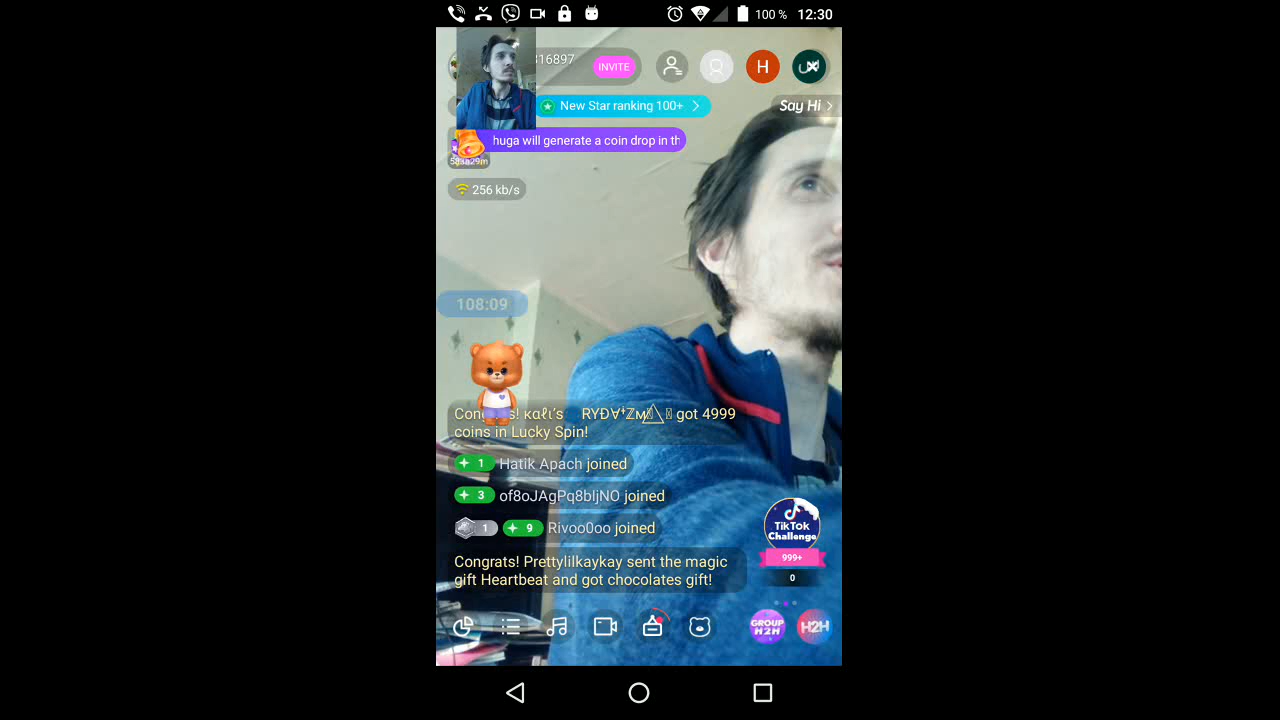 100 %
12:30
316897
INVITE
H
New Star ranking 100+
Say Hi
huga will generate a coin drop in th
256 kb/s
108:09
got 4999
coins in Lucky Spin!
1 Hatik Apach joined
3 of8oJAgPq8bljNO joined
1 9 Rivoo0oo joined
TikTok
Challenge
999+
0
Congrats! Prettylilkaykay sent the magic
gift Heartbeat and got chocolates gift!
GROUP
H2H
H2H